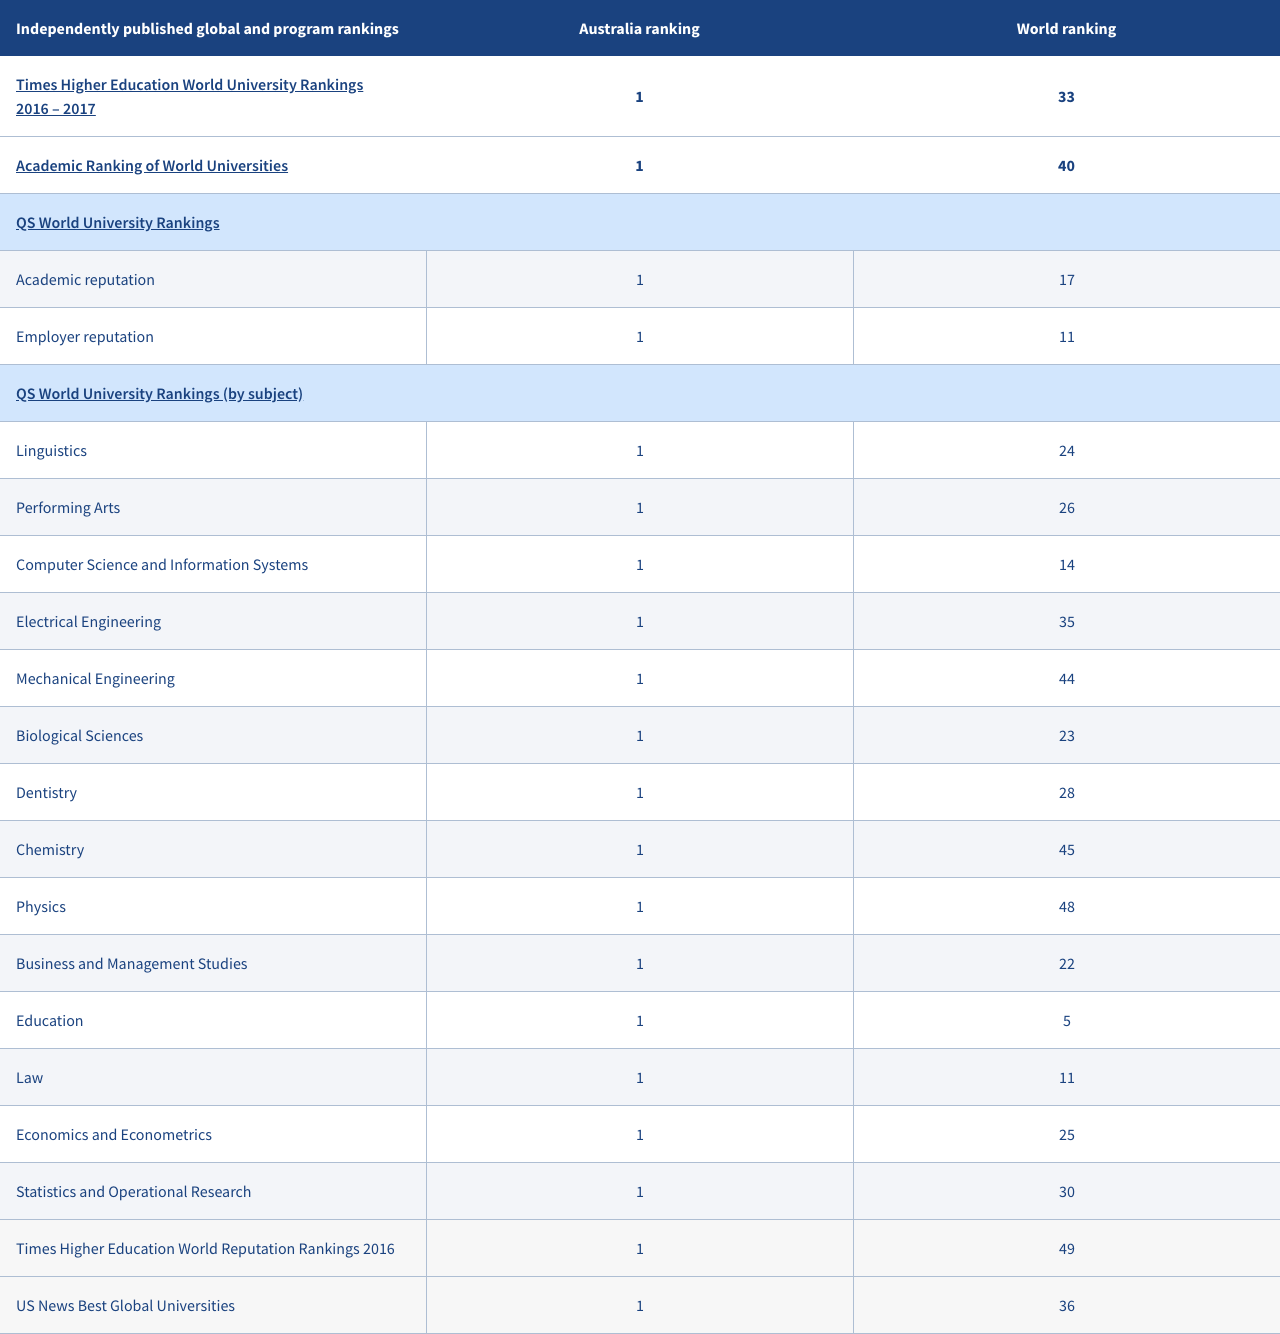 Independently published global and program rankings Australia ranking World ranking
Times Higher Education World University Rankings
2016 – 2017 1 33
Academic Ranking of World Universities 1 40
QS World University Rankings
Academic reputation 1 17
Employer reputation 1 11
QS World University Rankings (by subject)
Linguistics 1 24
Performing Arts 1 26
Computer Science and Information Systems 1 14
Electrical Engineering 1 35
Mechanical Engineering 1 44
Biological Sciences 1 23
Dentistry 1 28
Chemistry 1 45
Physics 1 48
Business and Management Studies 1 22
Education 1 5
Law 1 11
Economics and Econometrics 1 25
Statistics and Operational Research 1 30
Times Higher Education World Reputation Rankings 2016 1 49
US News Best Global Universities 1 36